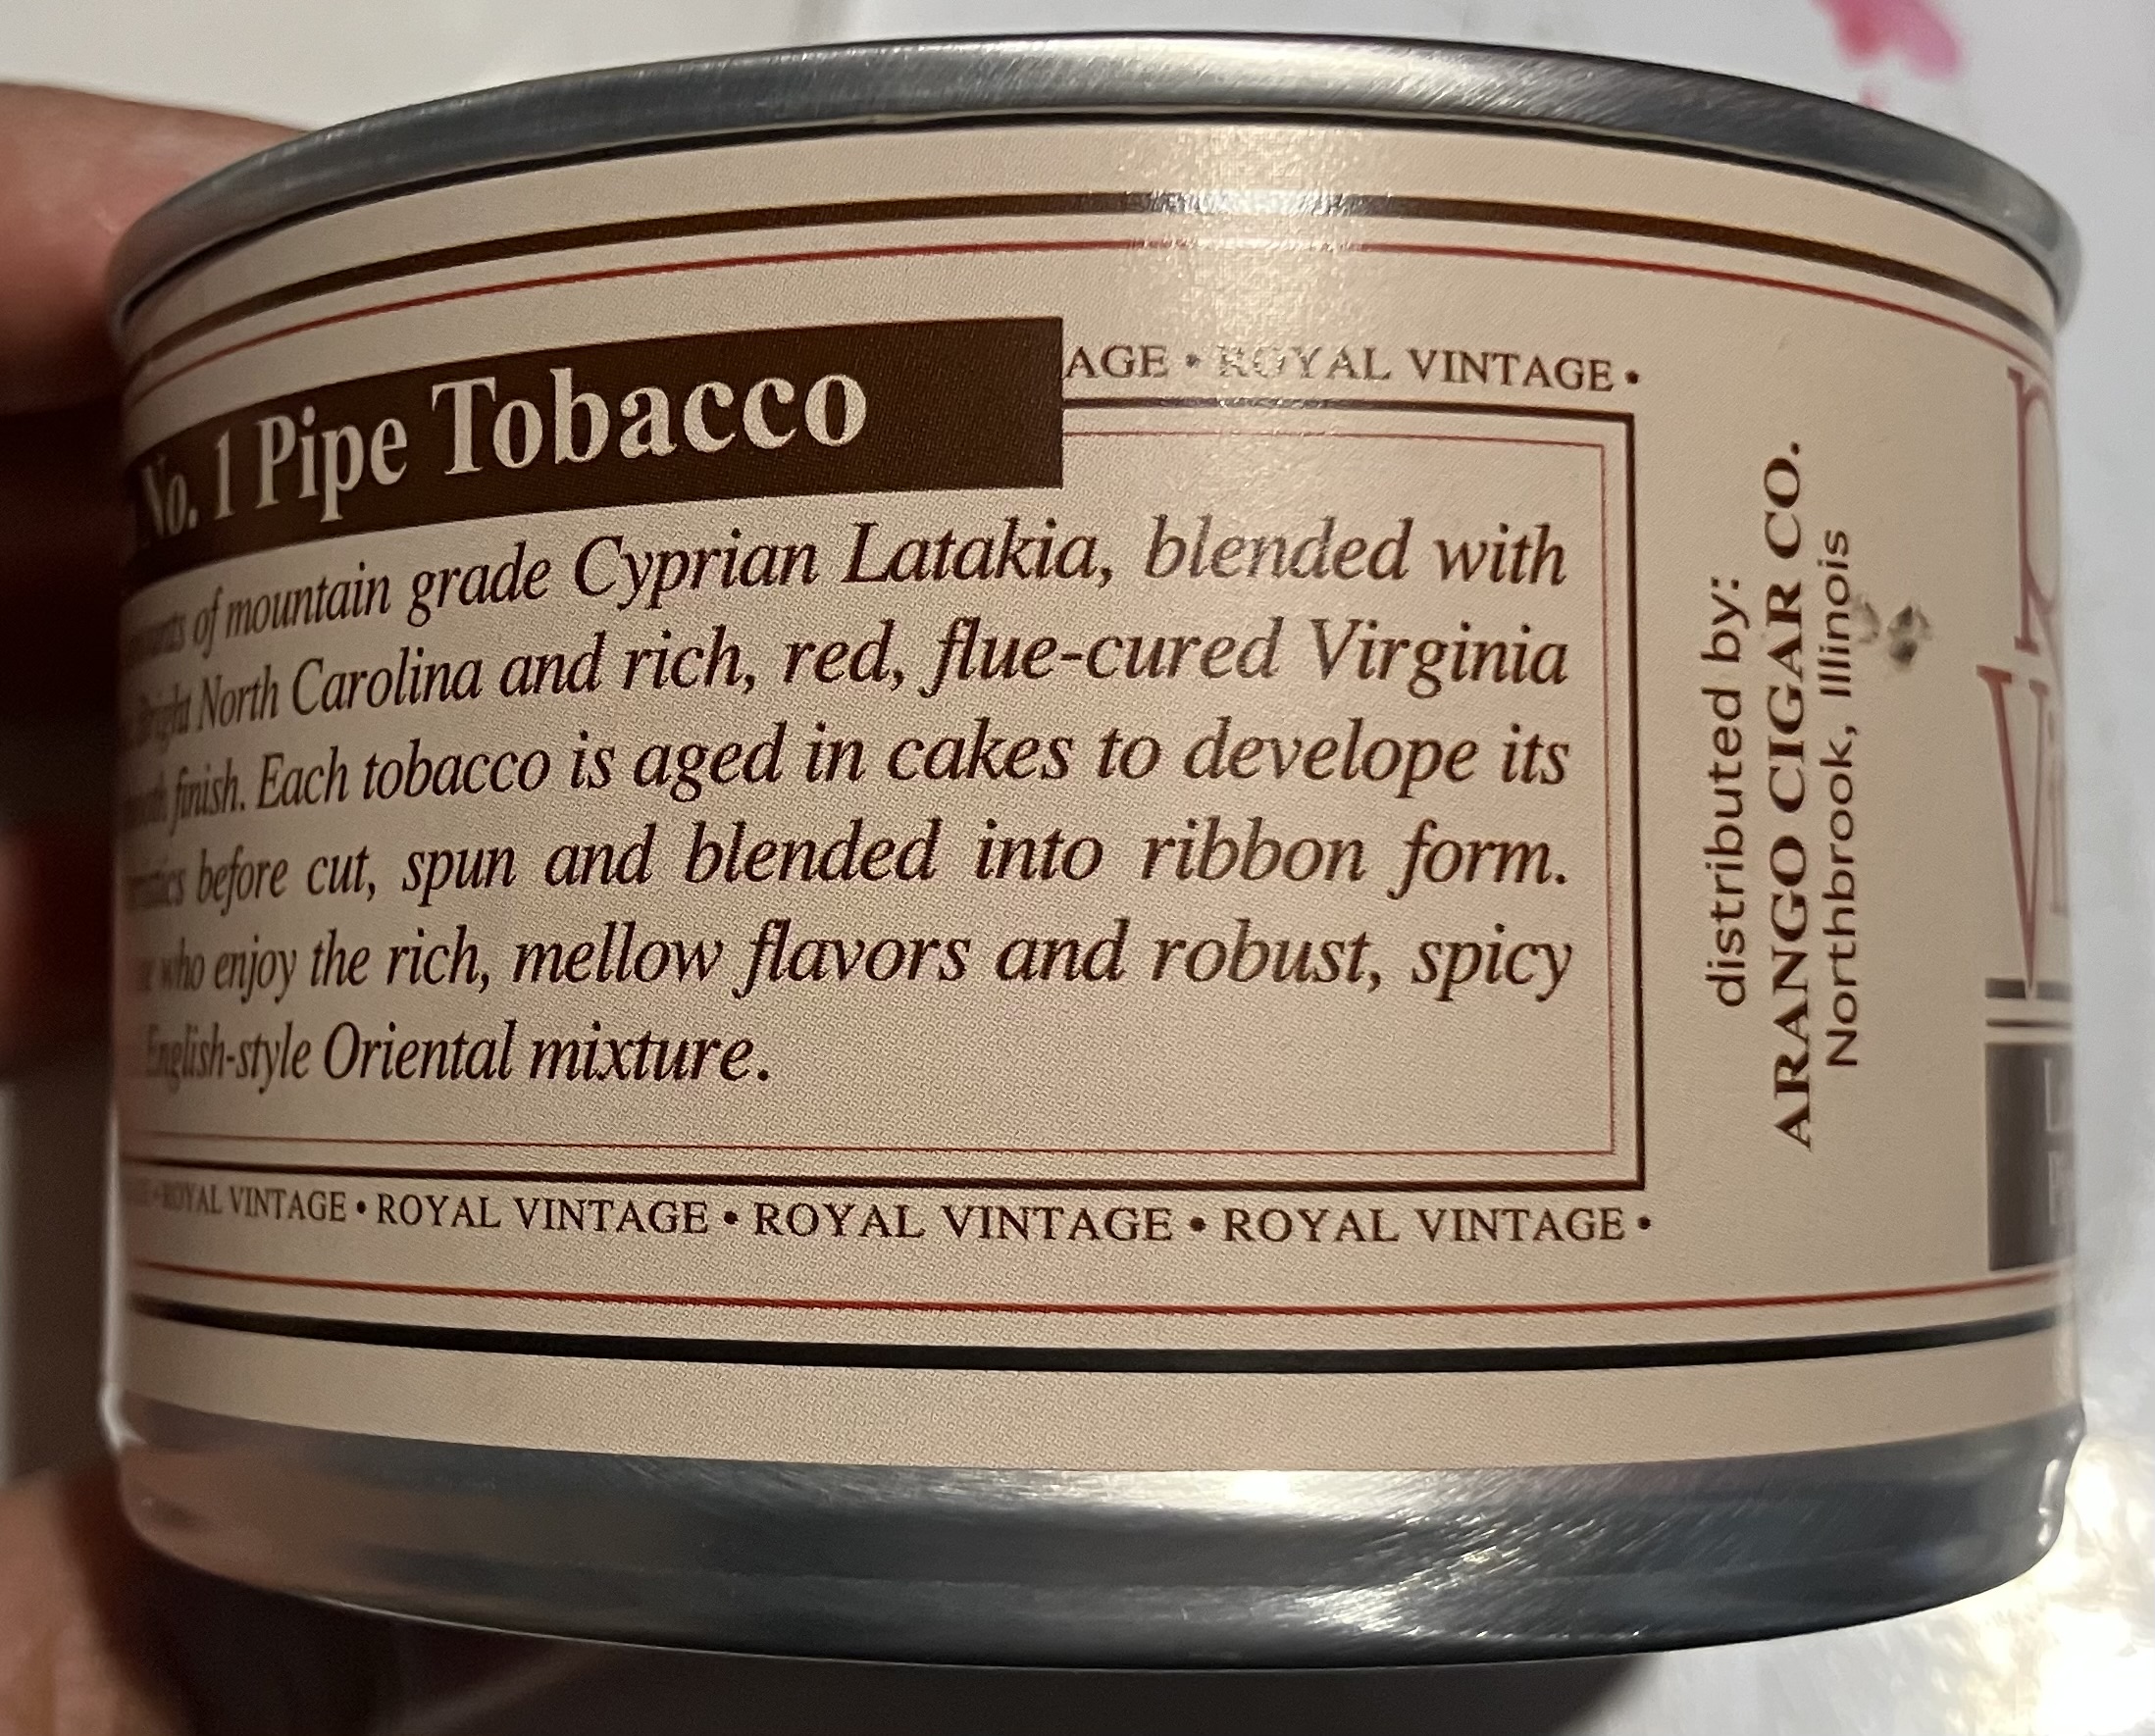 No. 1 Pipe Tobacco
AGE • ROYAL VINTAGE •
of mountain grade Cyprian Latakia, blended with
Bright North Carolina and rich, red, flue-cured Virginia
finish. Each tobacco is aged in cakes to develope its
before cut, spun and blended into ribbon form.
who enjoy the rich, mellow flavors and robust, spicy
English-style Oriental mixture.
• ROYAL VINTAGE • ROYAL VINTAGE • ROYAL VINTAGE • ROYAL VINTAGE •
distributed by:
ARANGO CIGAR CO.
Northbrook, Illinois